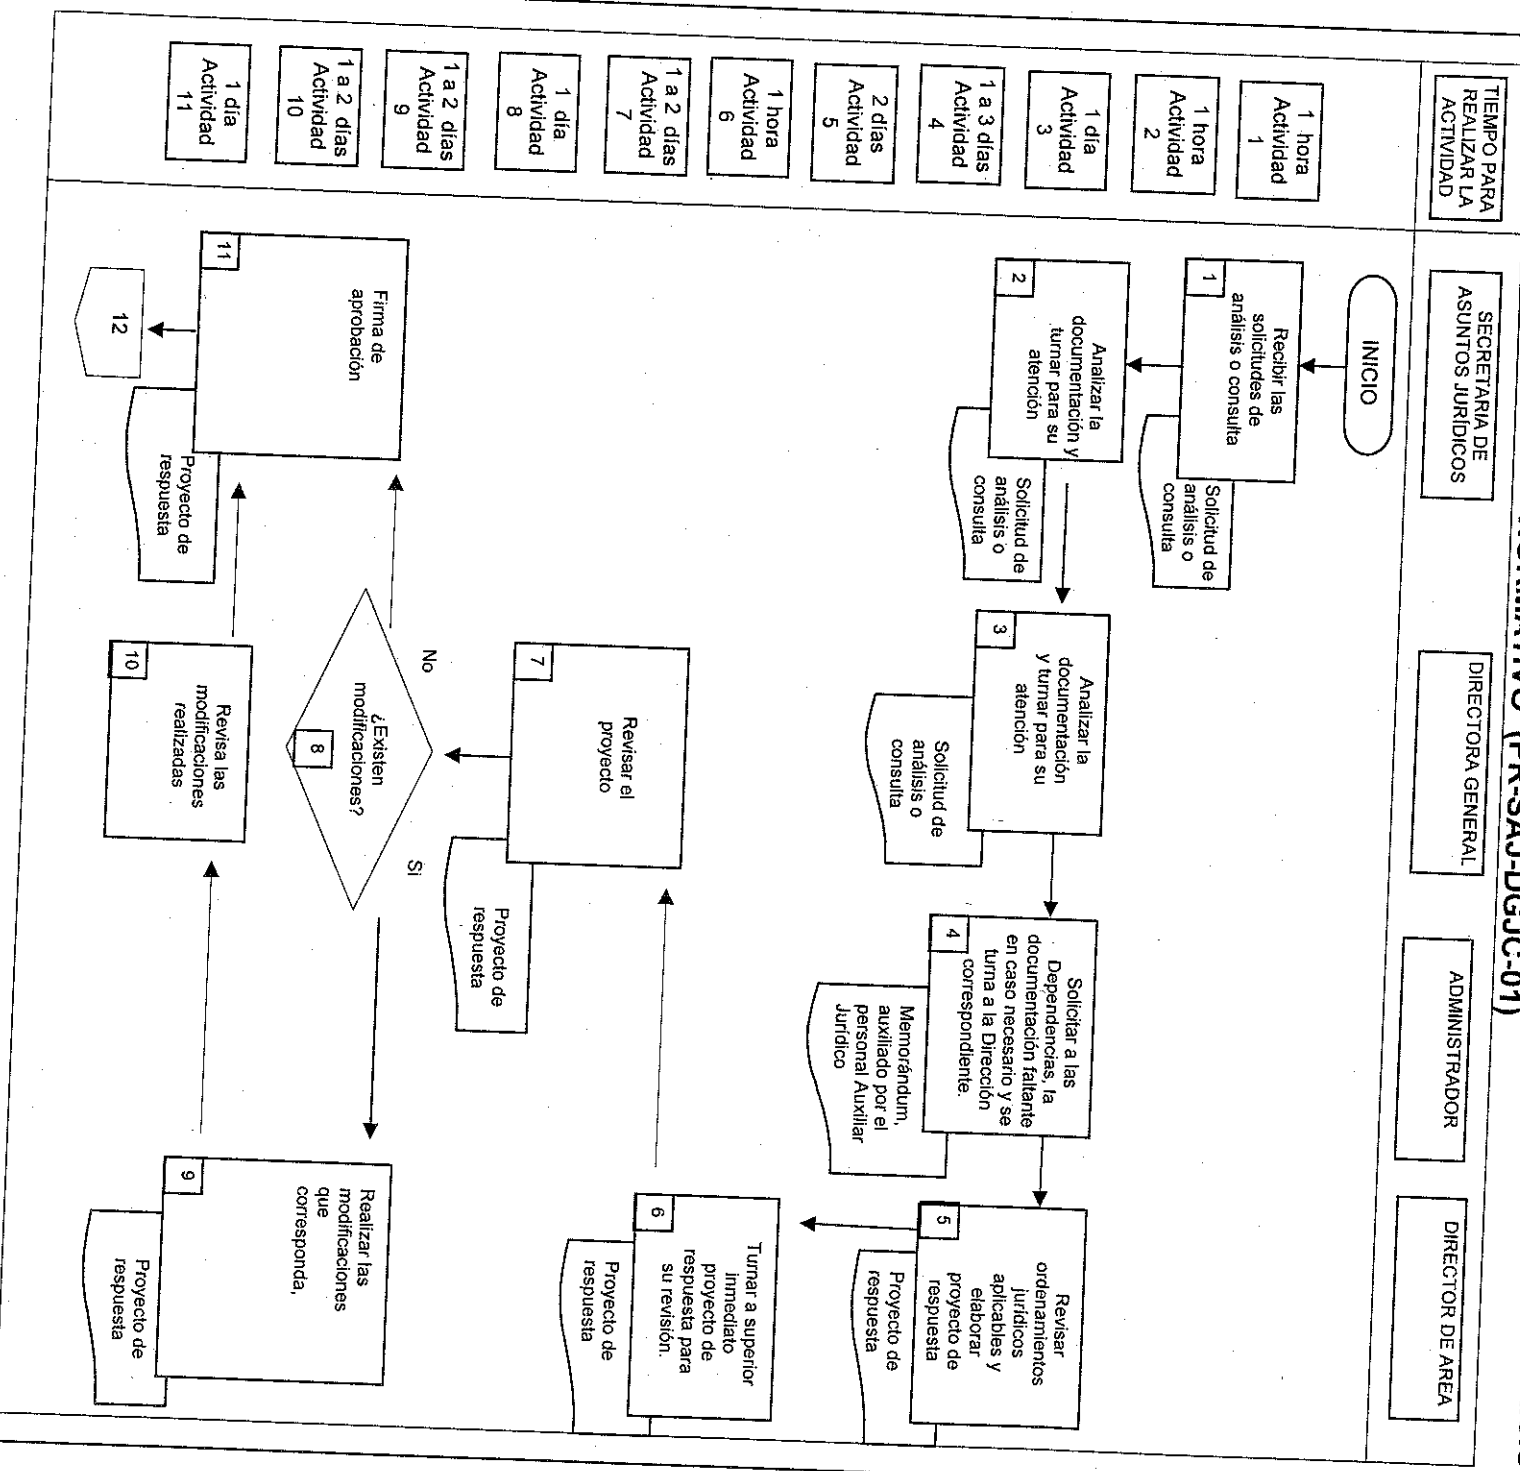 NORMATIVO (PR-SAJ-DGJC-01)
TIEMPO PARA
REALIZAR LA
ACTIVIDAD
SECRETARIA DE
ASUNTOS JURÍDICOS
DIRECTORA GENERAL
ADMINISTRADOR
DIRECTOR DE AREA
1 hora
Actividad
1
1 hora
Actividad
2
1 día
Actividad
3
1 a 3 días
Actividad
4
2 días
Actividad
5
1 hora
Actividad
6
1 a 2 días
Actividad
7
1 día
Actividad
8
1 a 2 días
Actividad
9
1 a 2 días
Actividad
10
1 día
Actividad
11
INICIO
Recibir las
solicitudes de
análisis o consulta
1
Solicitud de
análisis o
consulta
Analizar la
documentación y
turnar para su
atención
2
Solicitud de
análisis o
consulta
Analizar la
documentación
y turnar para su
atención
3
Solicitud de
análisis o
consulta
Solicitar a las
Dependencias, la
documentación faltante
en caso necesario y se
turna a la Dirección
correspondiente.
4
Memorándum,
auxiliado por el
personal Auxiliar
Jurídico
Revisar
ordenamientos
jurídicos
aplicables y
elaborar
proyecto de
respuesta
5
Proyecto de
respuesta
Turnar a superior
inmediato
proyecto de
respuesta para
su revisión.
6
Proyecto de
respuesta
Revisar el
proyecto
7
Proyecto de
respuesta
No
¿Existen
modificaciones?
8
Si
Realizar las
modificaciones
que
corresponda,
9
Proyecto de
respuesta
Revisa las
modificaciones
realizadas
10
Firma de
aprobación
11
Proyecto de
respuesta
12